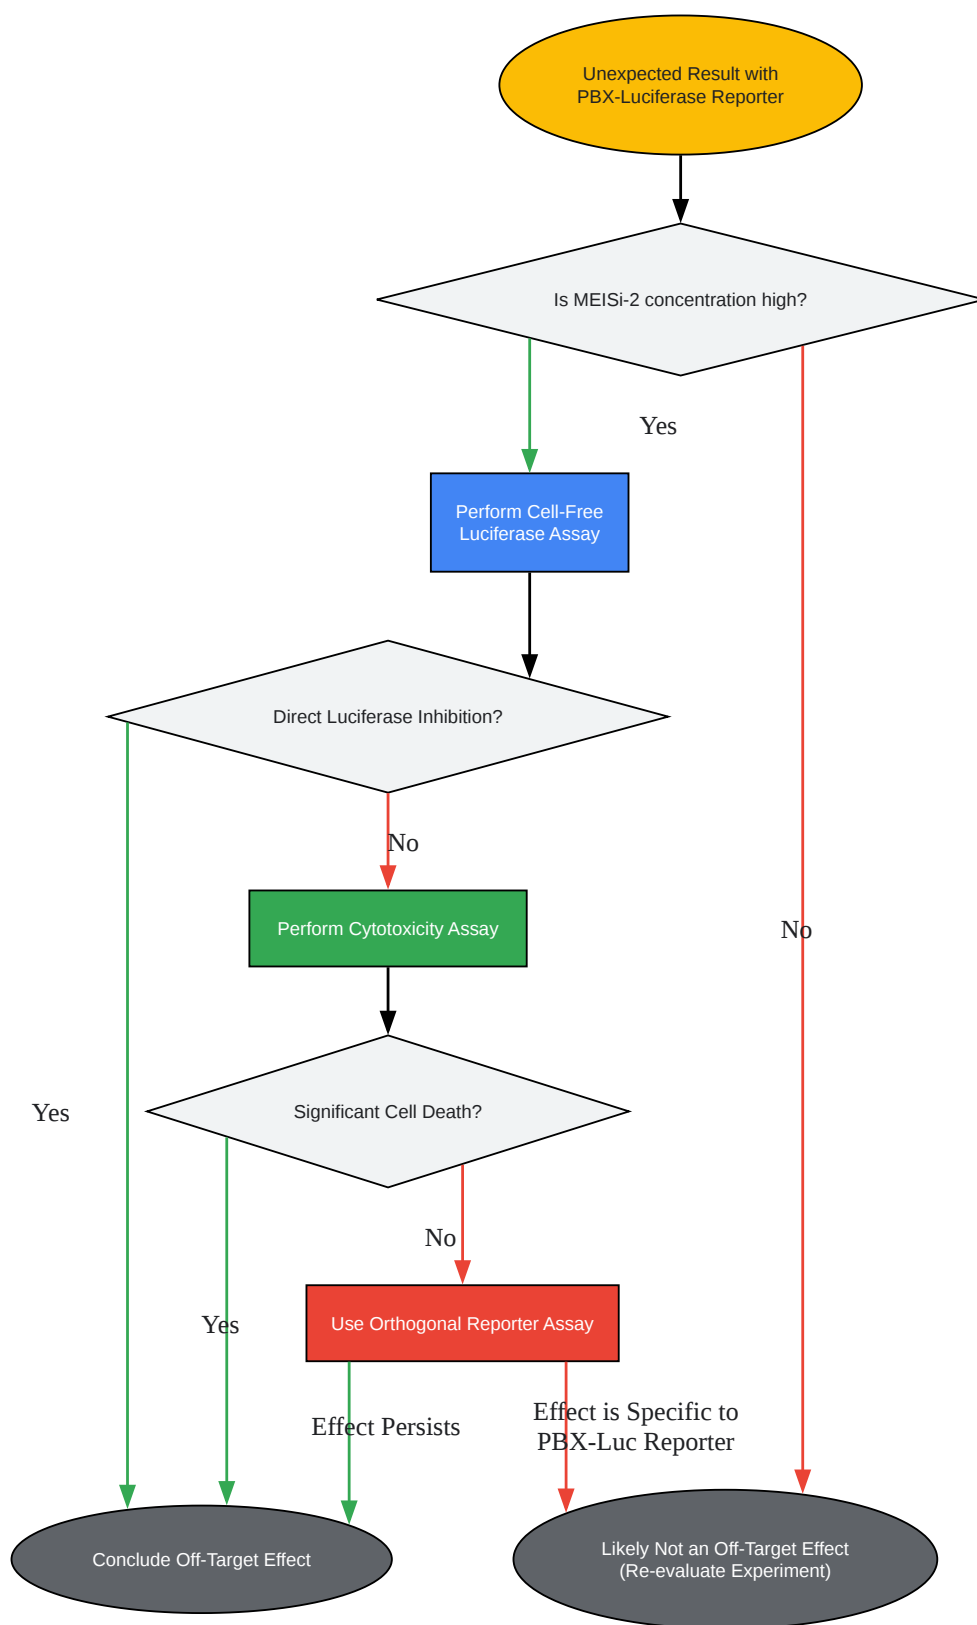 Unexpected Result with
PBX-Luciferase Reporter
Is MEISi-2 concentration high?
Yes
Perform Cell-Free
Luciferase Assay
Direct Luciferase Inhibition?
No
Perform Cytotoxicity Assay
No
Significant Cell Death?
Yes
No
Use Orthogonal Reporter Assay
Yes
Effect Persists
Effect is Specific to
PBX-Luc Reporter
Conclude Off-Target Effect
Likely Not an Off-Target Effect
(Re-evaluate Experiment)